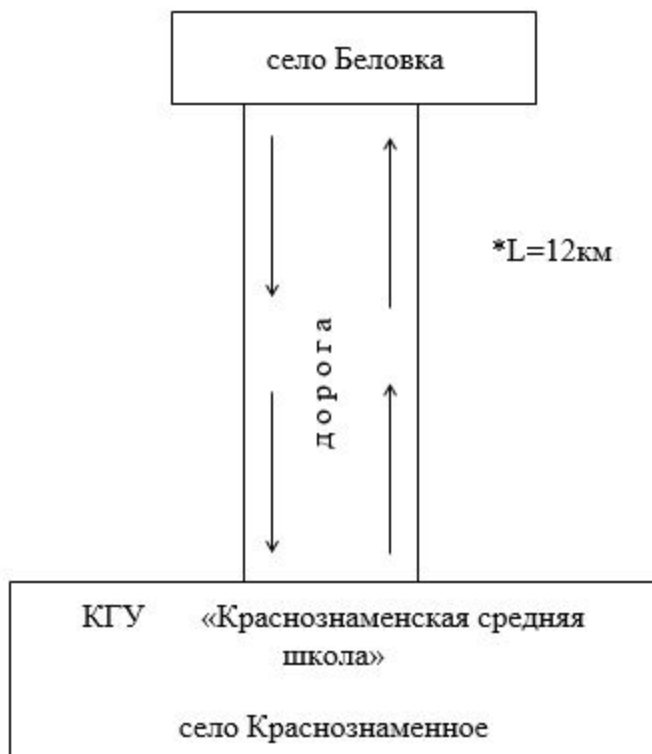 село Беловка
*L=12км
дорога
КГУ «Краснознаменская средняя
школа»
село Краснознаменное